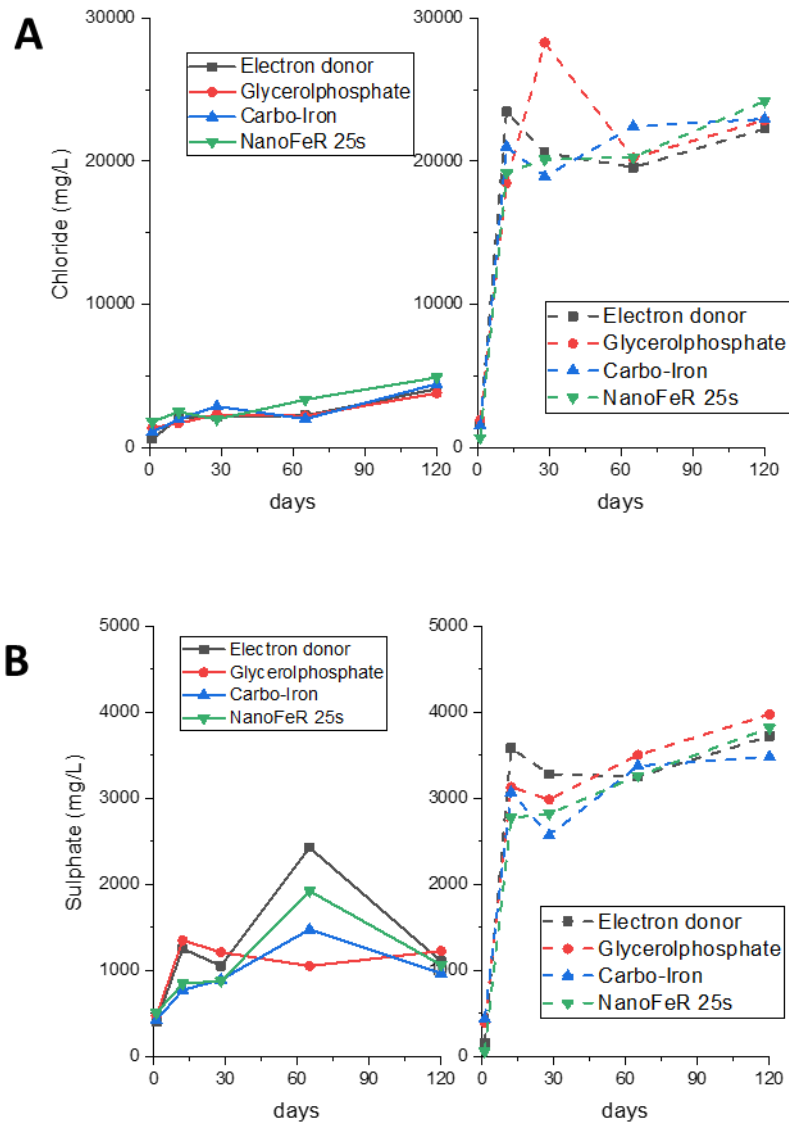 A
Chloride (mg/L)
30000
20000
10000
0
Electron donor
Glycerolphosphate
Carbo-Iron
NanoFeR 25s
0 30 60 90 120
days
30000
20000
10000
0
Electron donor
Glycerolphosphate
Carbo-Iron
NanoFeR 25s
0 30 60 90 120
days
B
Sulphate (mg/L)
5000
4000
3000
2000
1000
0
Electron donor
Glycerolphosphate
Carbo-Iron
NanoFeR 25s
0 30 60 90 120
days
5000
4000
3000
2000
1000
0
Electron donor
Glycerolphosphate
Carbo-Iron
NanoFeR 25s
0 30 60 90 120
days